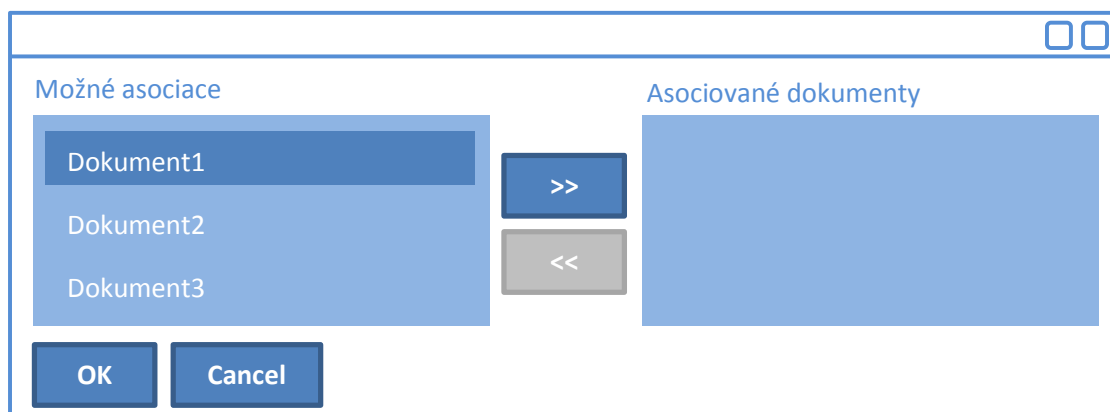 Možné asociace
Asociované dokumenty
Dokument1
Dokument2
Dokument3
>>
<<
OK
Cancel